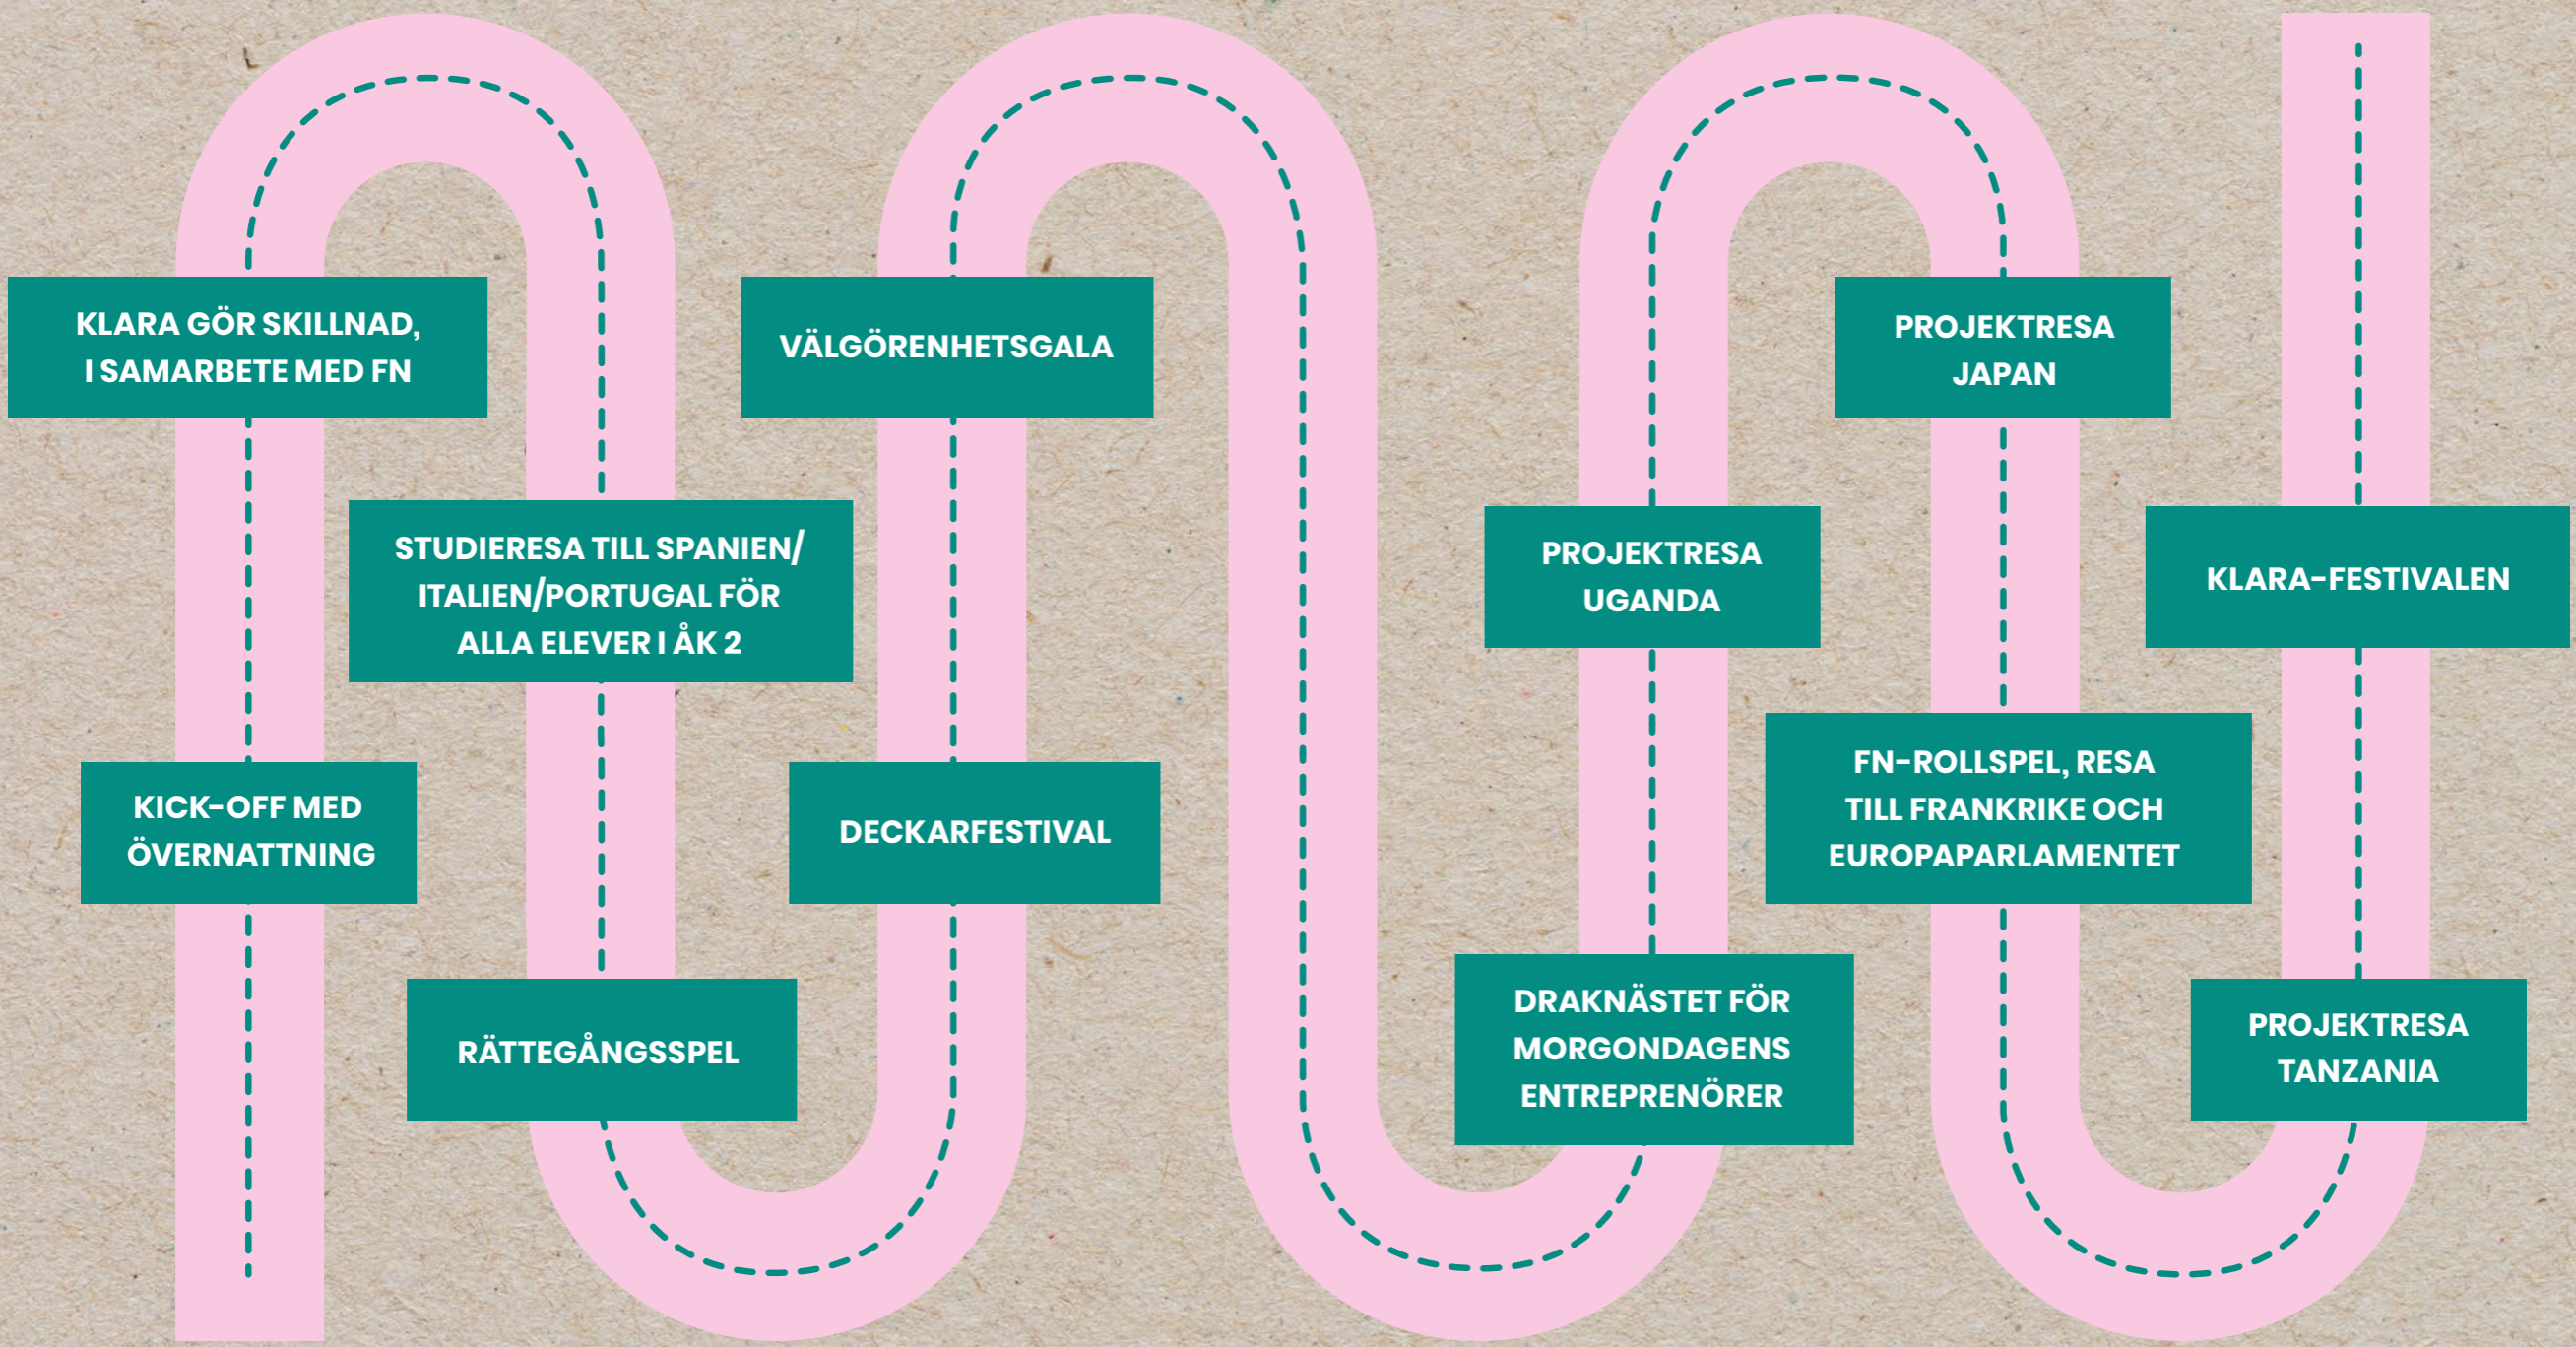 KICK-OFF MED
ÖVERNATTNING
KLARA GÖR SKILLNAD,
I SAMARBETE MED FN
STUDIERESA TILL SPANIEN/
ITALIEN/PORTUGAL FÖR
ALLA ELEVER I ÅK 2
RÄTTEGÅNGSSPEL
DECKARFESTIVAL
VÄLGÖRENHETSGALA
DRAKNÄSTET FÖR
MORGONDAGENS
ENTREPRENÖRER
PROJEKTRESA
UGANDA
PROJEKTRESA
JAPAN
FN-ROLLSPEL, RESA
TILL FRANKRIKE OCH
EUROPAPARLAMENTET
PROJEKTRESA
TANZANIA
KLARA-FESTIVALEN